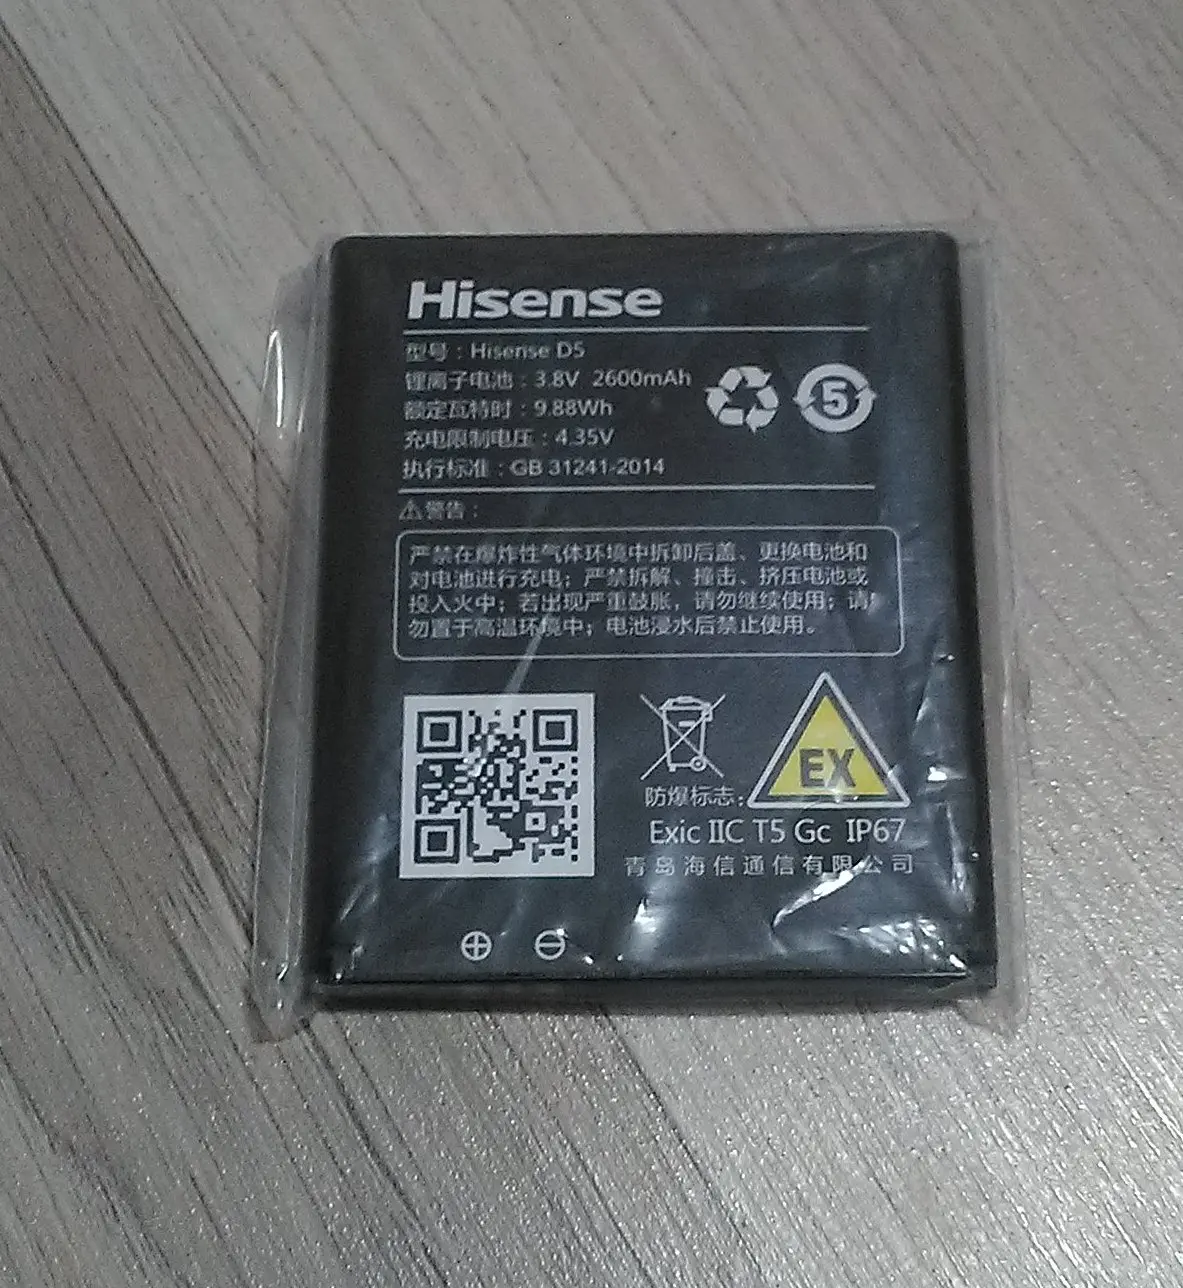 Hisense
型号：Hisense D5
锂离子电池：3.8V 2600mAh
额定瓦特时：9.88Wh
充电限制电压：4.35V
执行标准：GB 31241-2014
5
警告：
严禁在爆炸性气体环境中拆卸后盖、更换电池和
对电池进行充电；严禁拆解、撞击、挤压电池或
投入火中；若出现严重鼓胀，请勿继续使用；请
勿置于高温环境中；电池浸水后禁止使用。
EX
防爆标志：
Exic IIC T5 Gc IP67
青岛海信通信有限公司